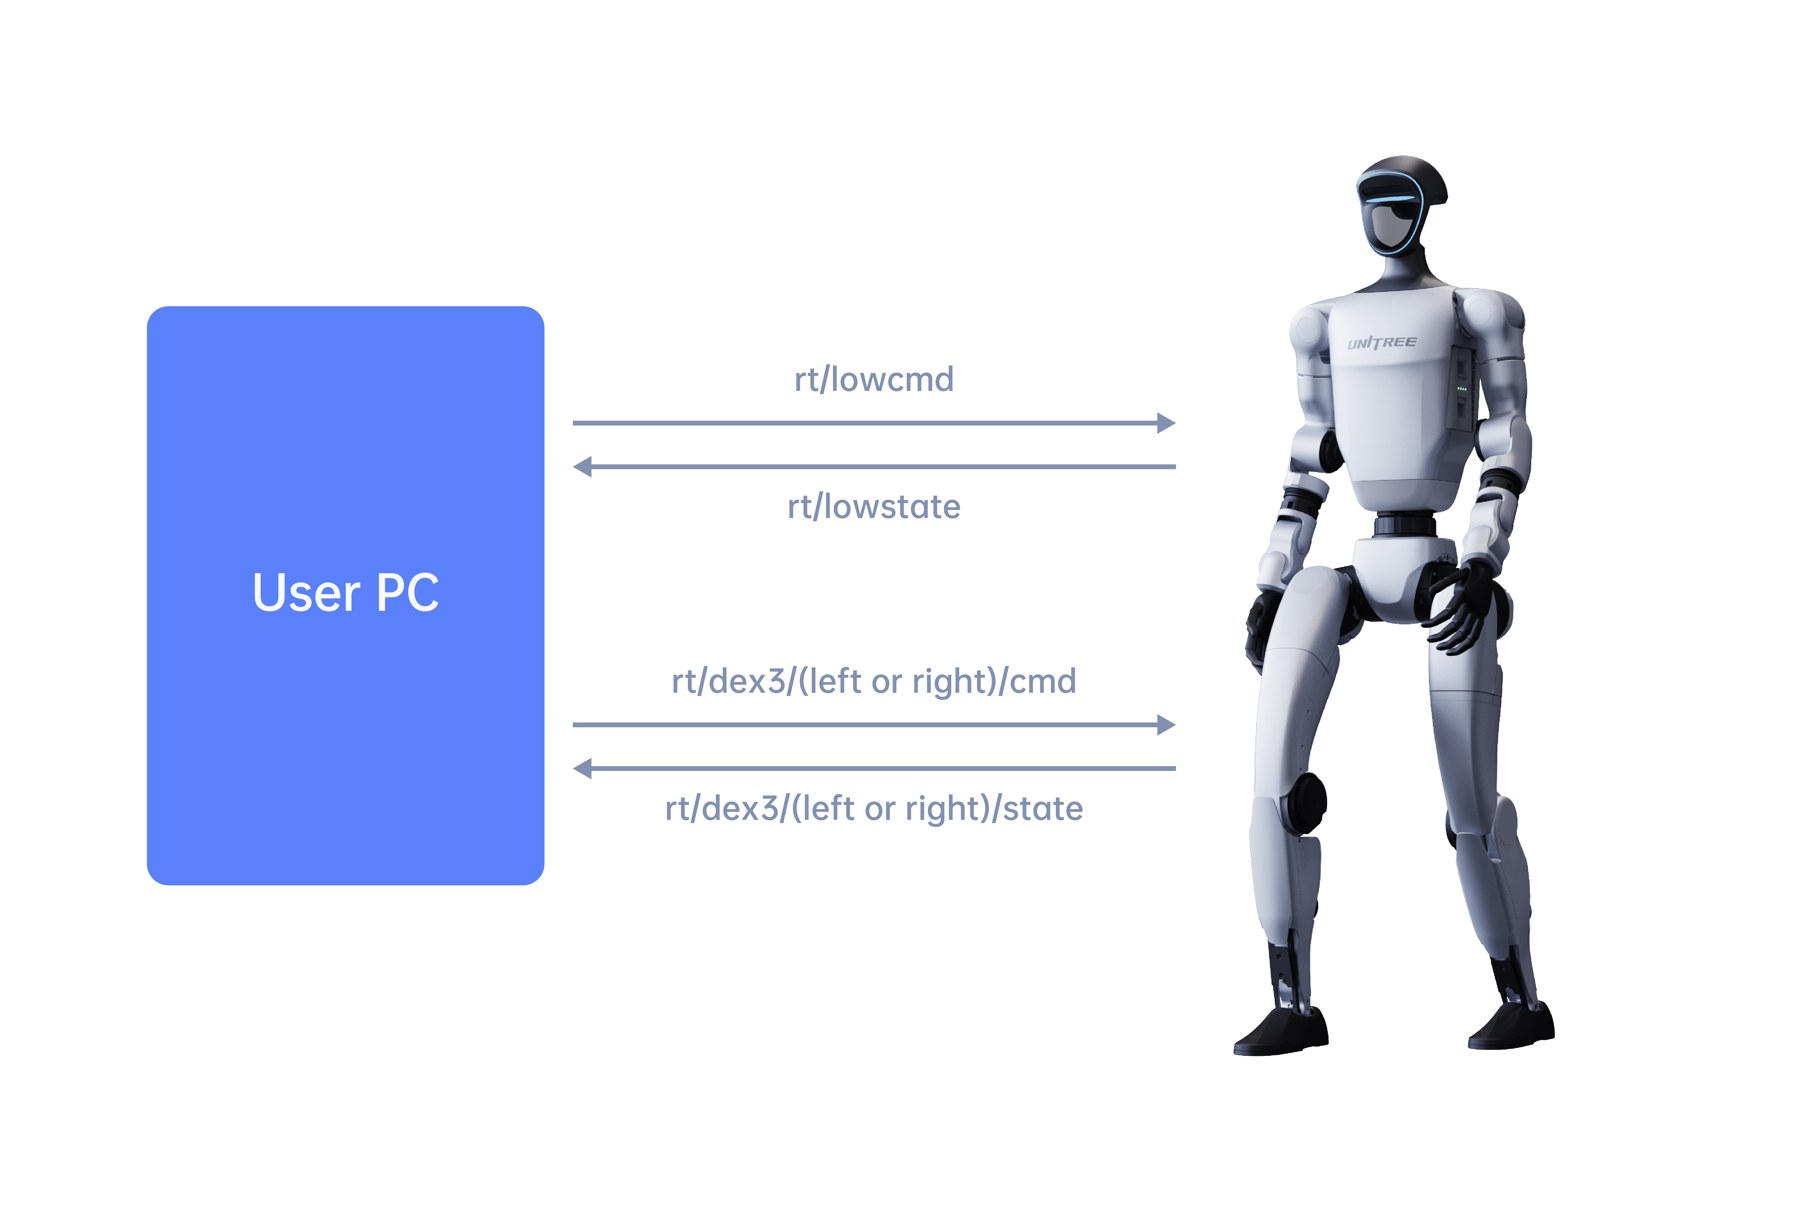 UNITREE
rt/lowcmd
rt/lowstate
User PC
rt/dex3/(left or right)/cmd
rt/dex3/(left or right)/state